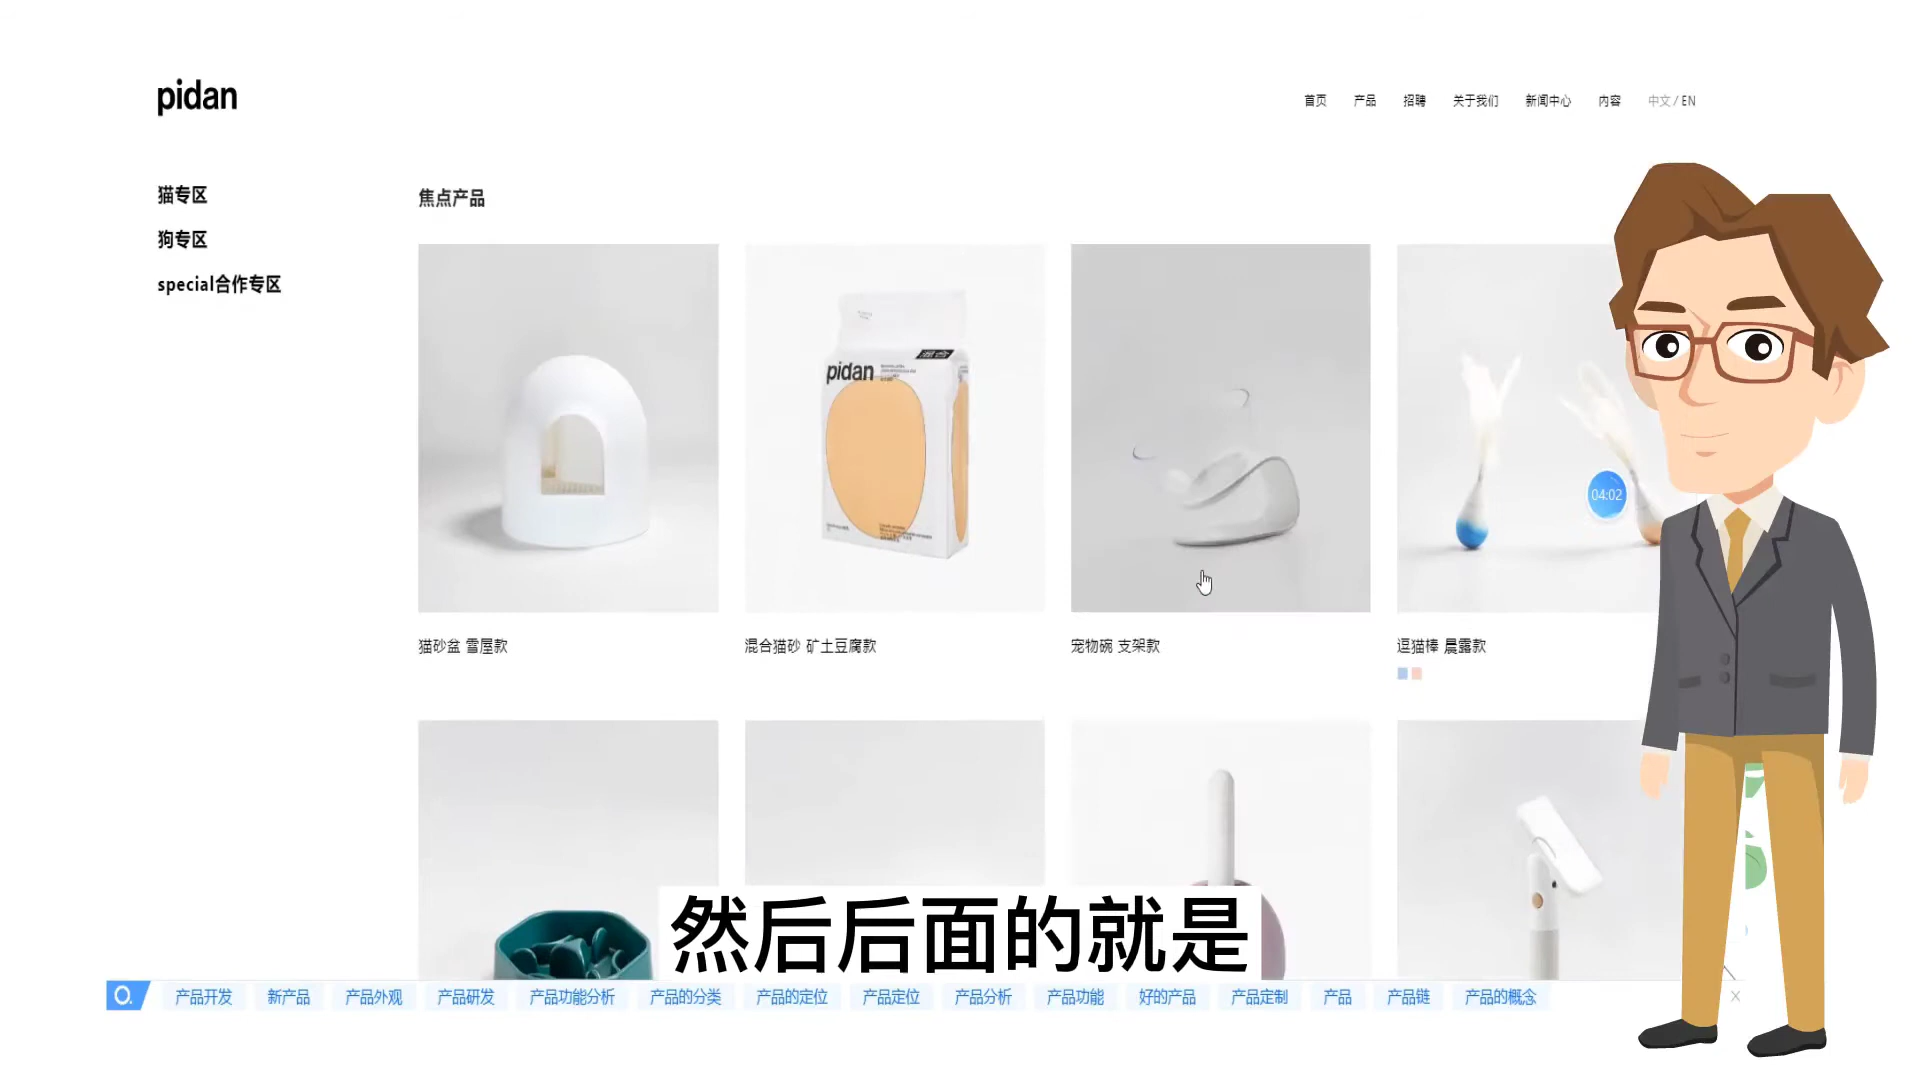 pidan
首页 产品 招聘 关于我们 新闻中心 内容 中文 / EN
猫专区
狗专区
special合作专区
焦点产品
pidan 混合
04:02
猫砂盆 雪屋款
混合猫砂 矿土豆腐款
宠物碗 支架款
逗猫棒 晨露款
然后后面的就是
产品开发 新产品 产品外观 产品研发 产品功能分析 产品的分类 产品的定位 产品定位 产品分析 产品功能 好的产品 产品定制 产品 产品链 产品的概念